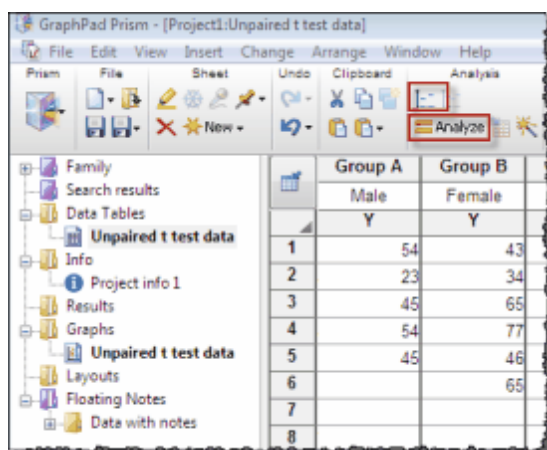 GraphPad Prism - [Project1:Unpaired t test data]
File Edit View Insert Change Arrange Window Help
Prism File Sheet Undo Clipboard Analysis
New
Analyze
Family
Search results
Data Tables
Unpaired t test data
Info
Project info 1
Results
Graphs
Unpaired t test data
Layouts
Floating Notes
Data with notes
Group A Group B
Male Female
Y Y
1 54 43
2 23 34
3 45 65
4 54 77
5 45 46
6 65
7
8